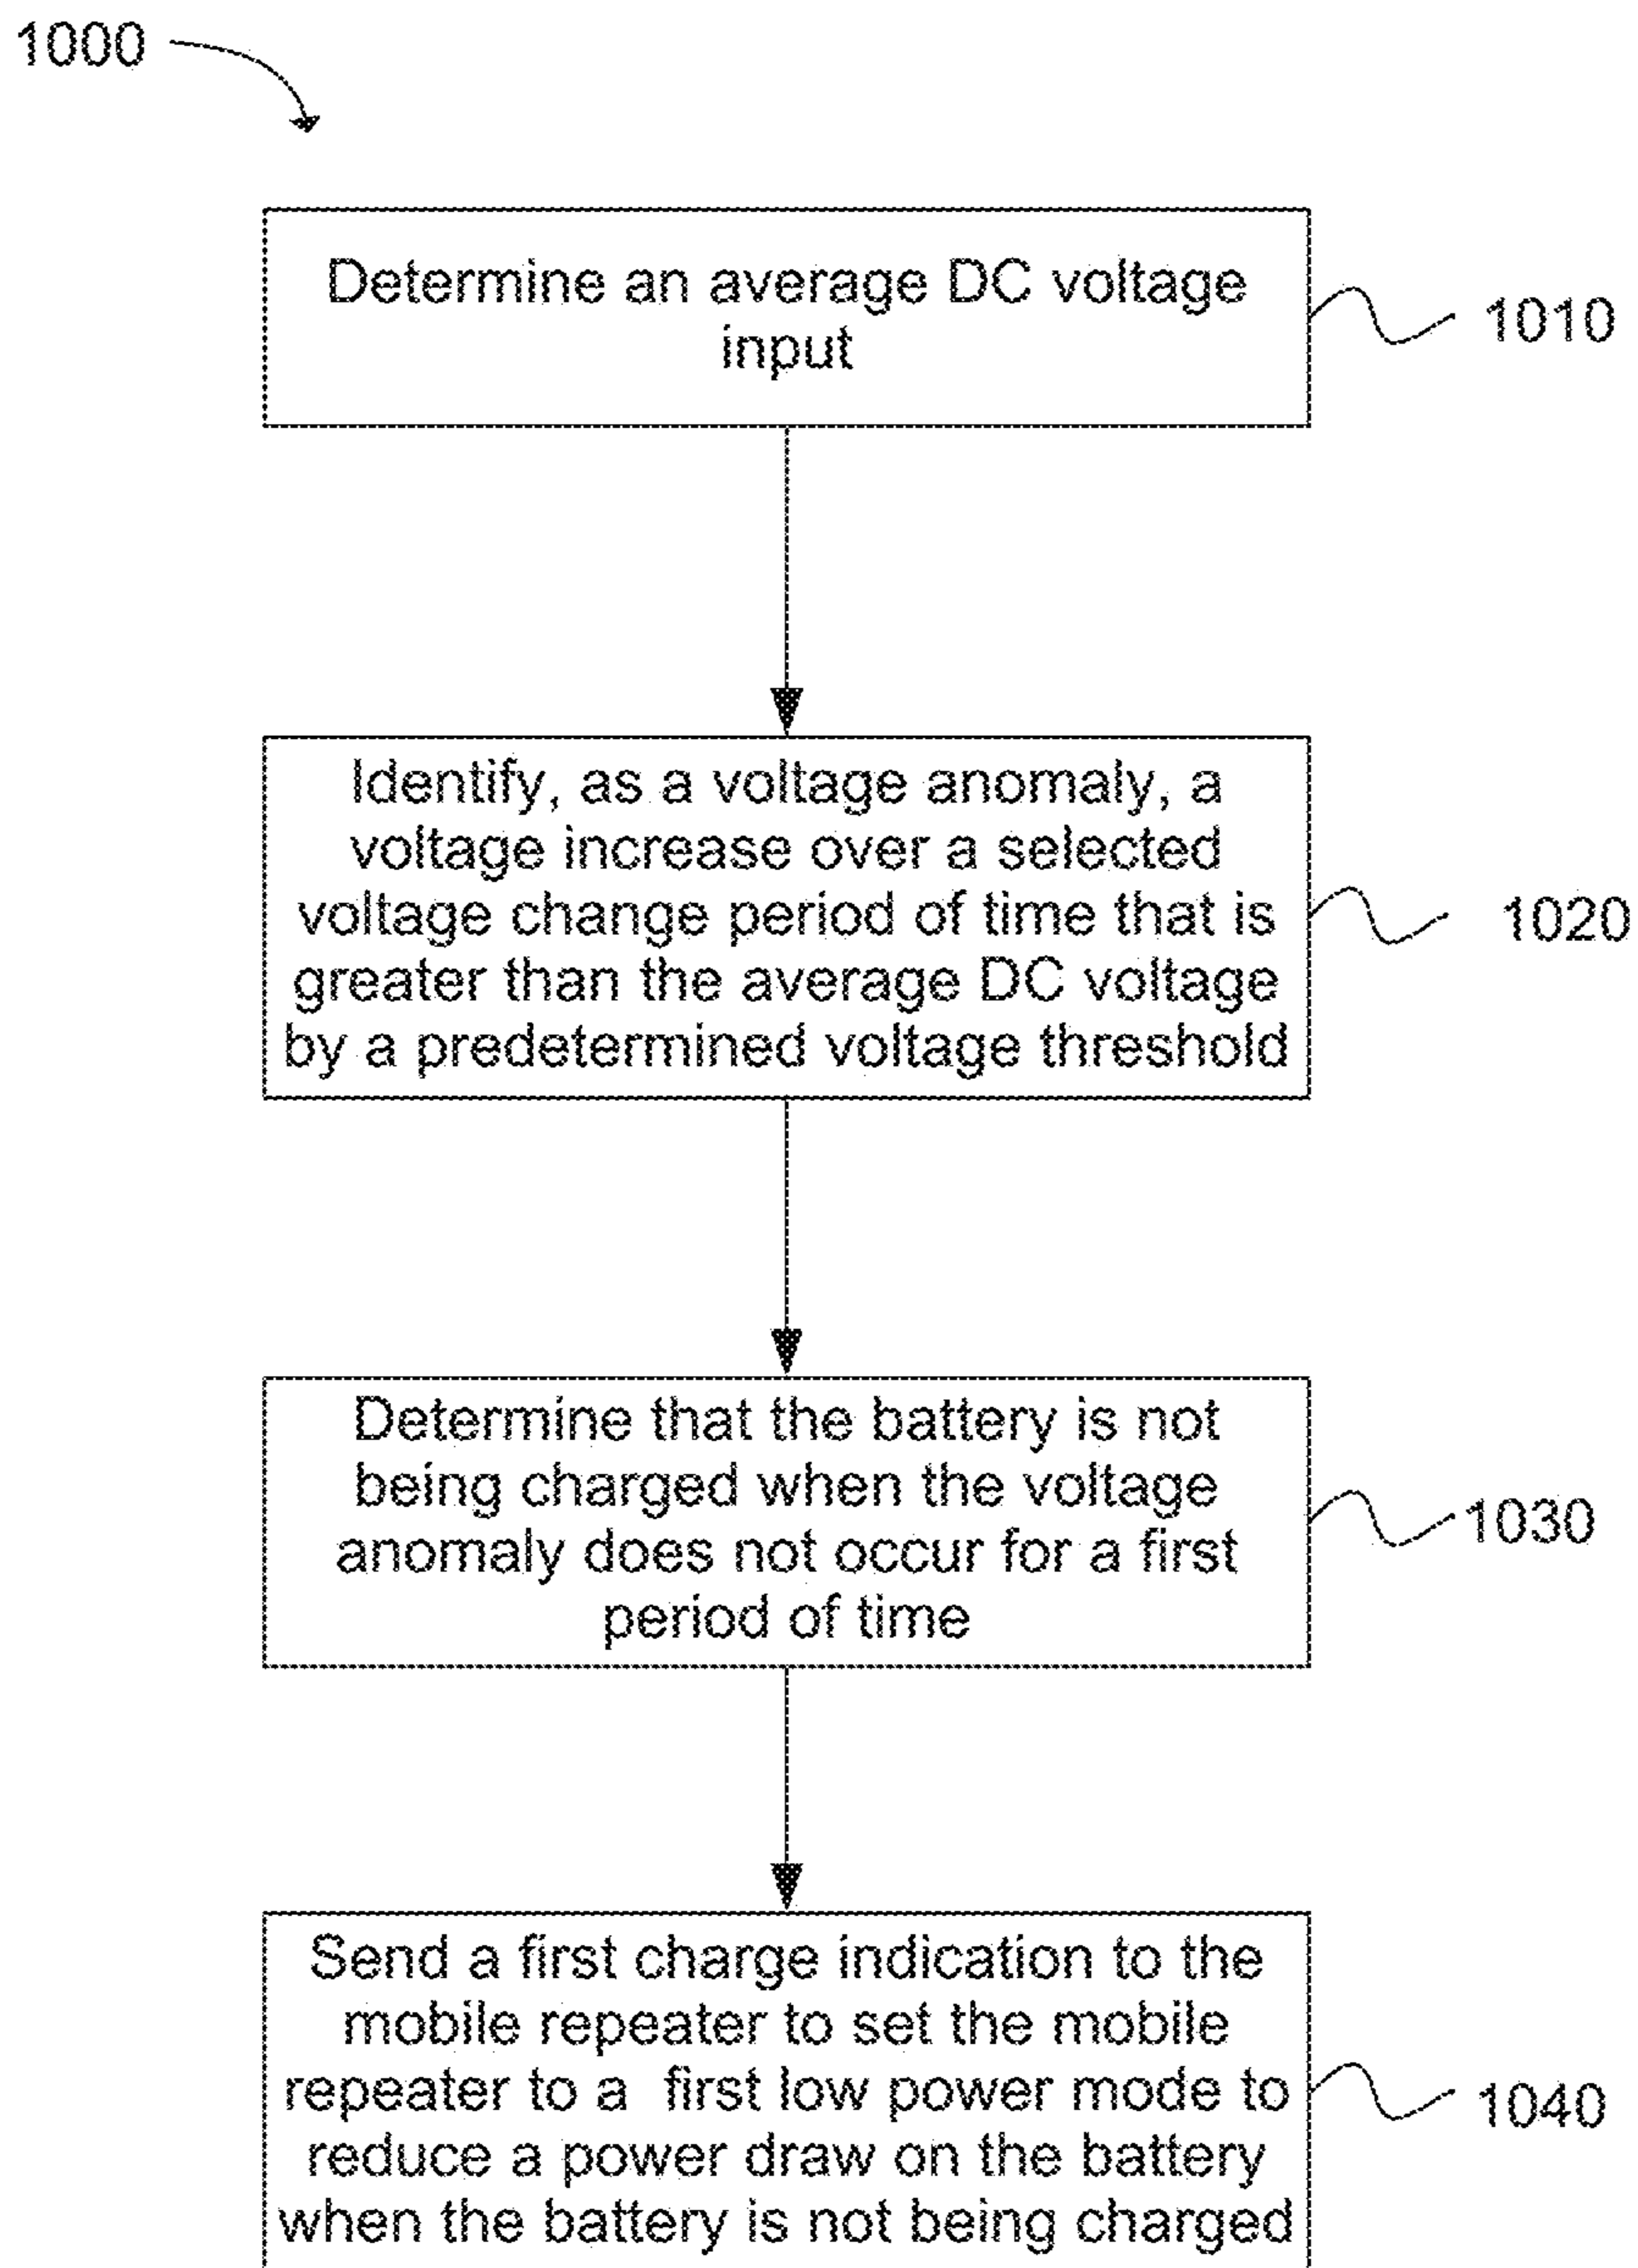 1000
Determine an average DC voltage
input
1010
Identify, as a voltage anomaly, a
voltage increase over a selected
voltage change period of time that is
greater than the average DC voltage
by a predetermined voltage threshold
1020
Determine that the battery is not
being charged when the voltage
anomaly does not occur for a first
period of time
1030
Send a first charge indication to the
mobile repeater to set the mobile
repeater to a  first low power mode to
reduce a power draw on the battery
when the battery is not being charged
1040